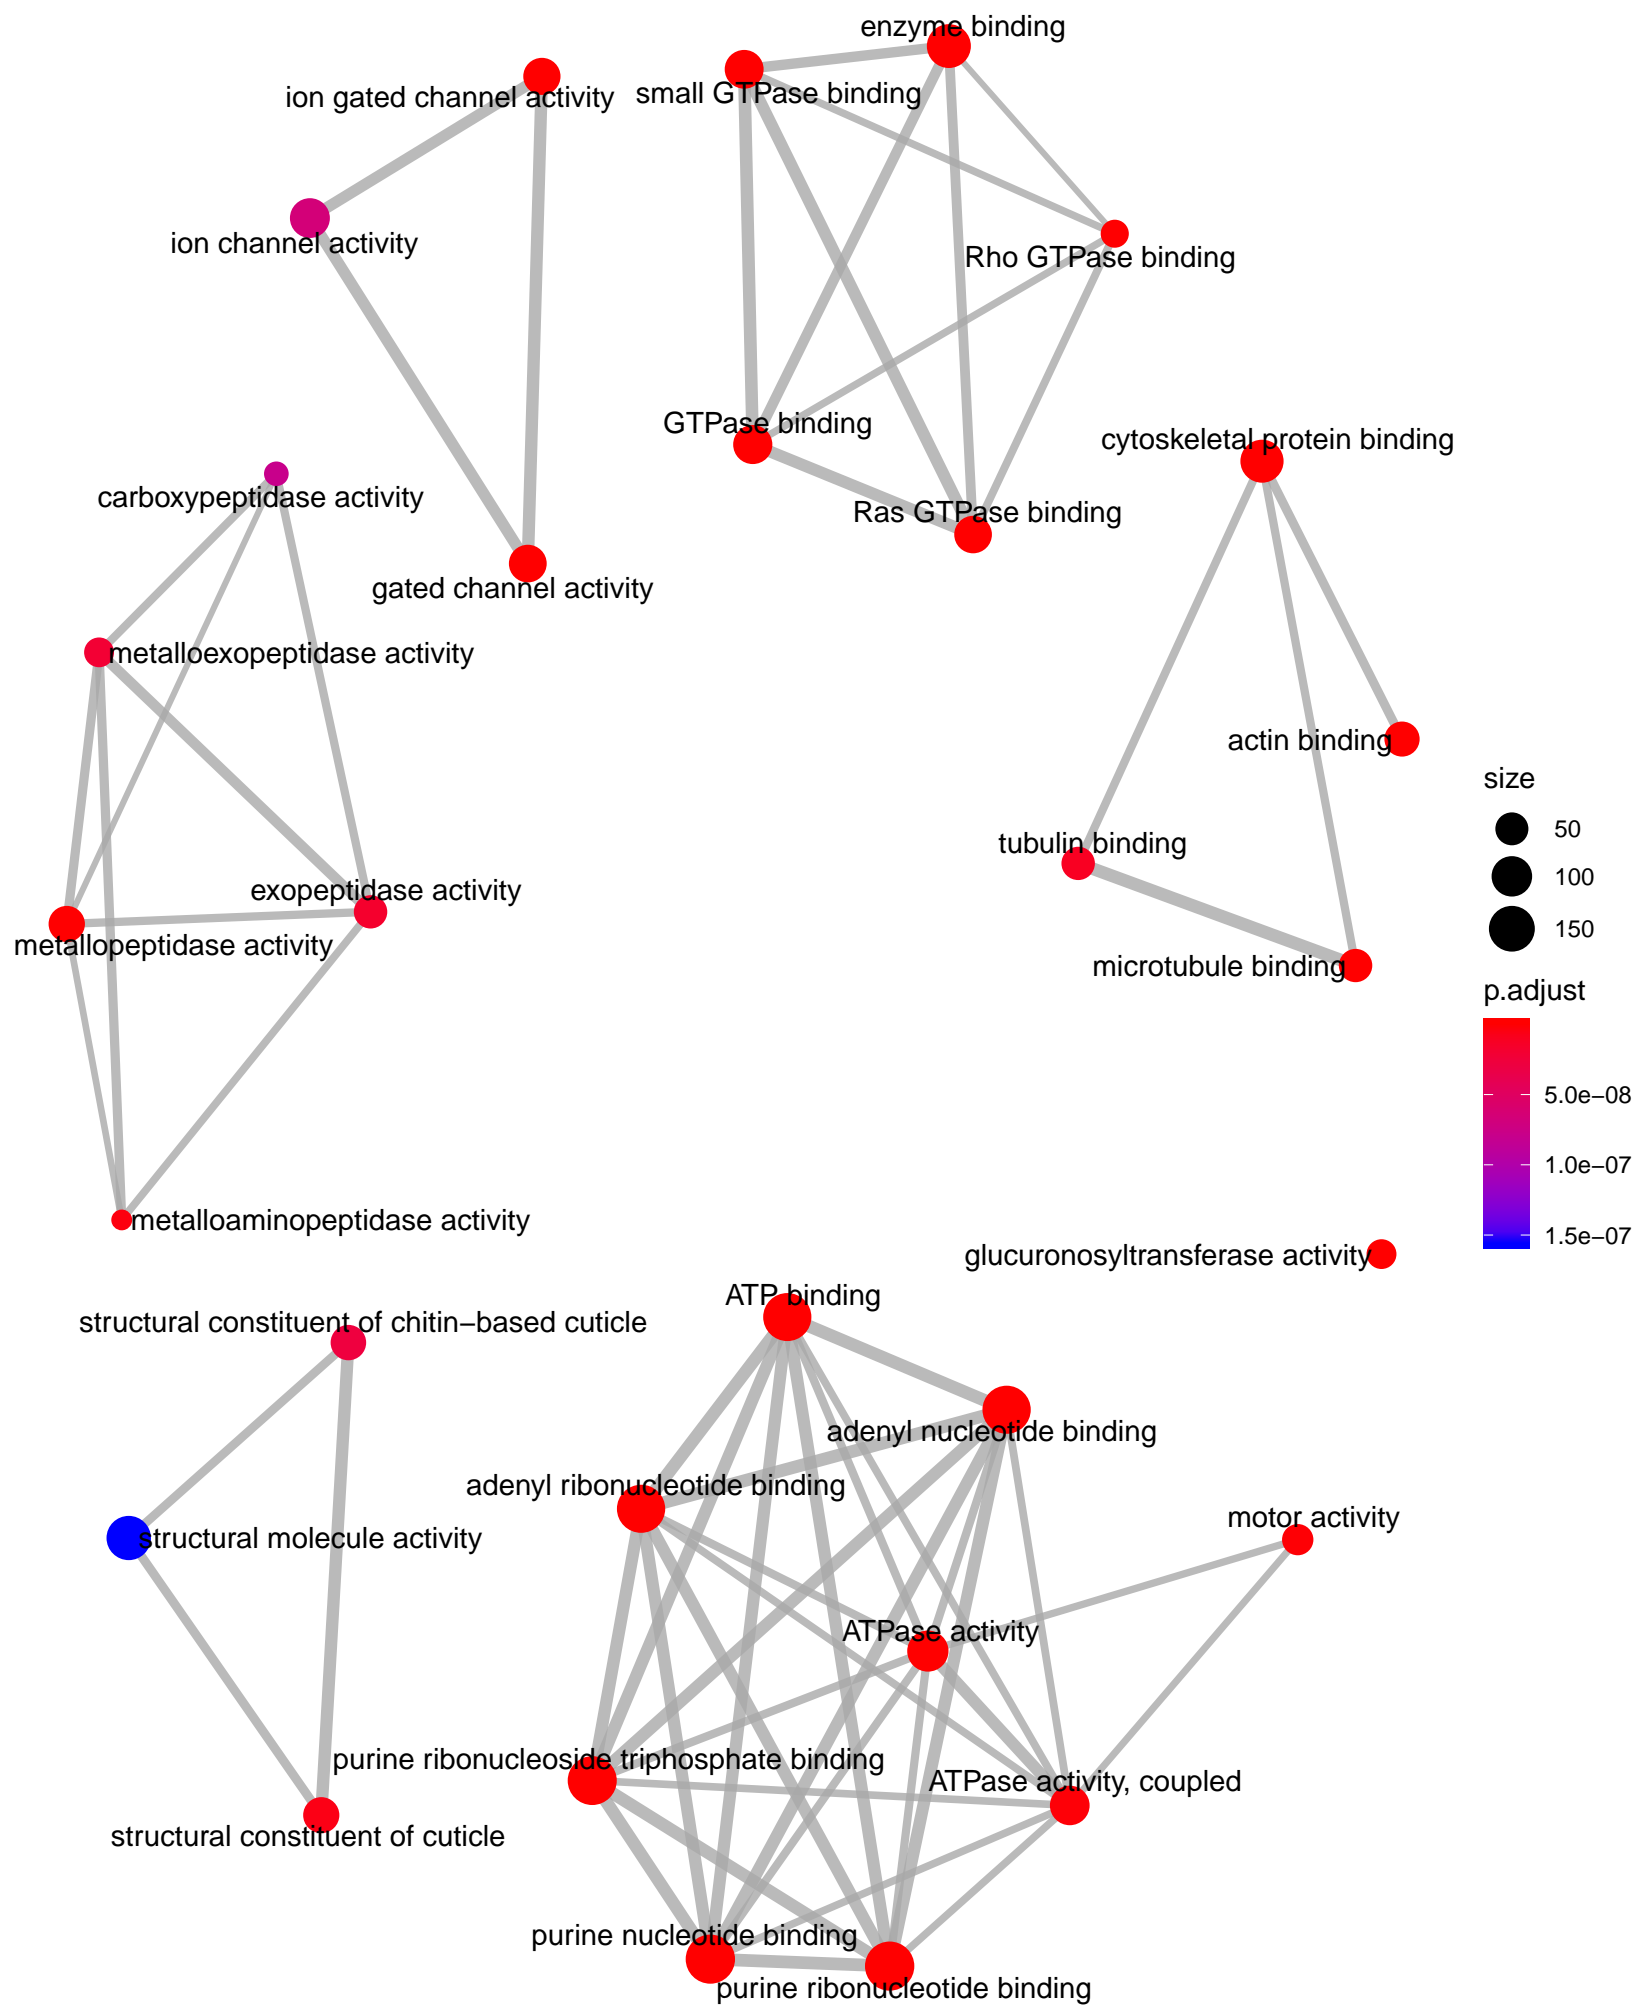 enzyme binding
ion gated channel activity
small GTPase binding
ion channel activity
Rho GTPase binding
GTPase binding
cytoskeletal protein binding
carboxypeptidase activity
Ras GTPase binding
gated channel activity
metalloexopeptidase activity
actin binding
size
50
100
150
tubulin binding
exopeptidase activity
metallopeptidase activity
microtubule binding
p.adjust
5.0e−08
1.0e−07
1.5e−07
metalloaminopeptidase activity
glucuronosyltransferase activity
ATP binding
structural constituent of chitin−based cuticle
adenyl nucleotide binding
adenyl ribonucleotide binding
motor activity
structural molecule activity
ATPase activity
purine ribonucleoside triphosphate binding
ATPase activity, coupled
structural constituent of cuticle
purine nucleotide binding
purine ribonucleotide binding